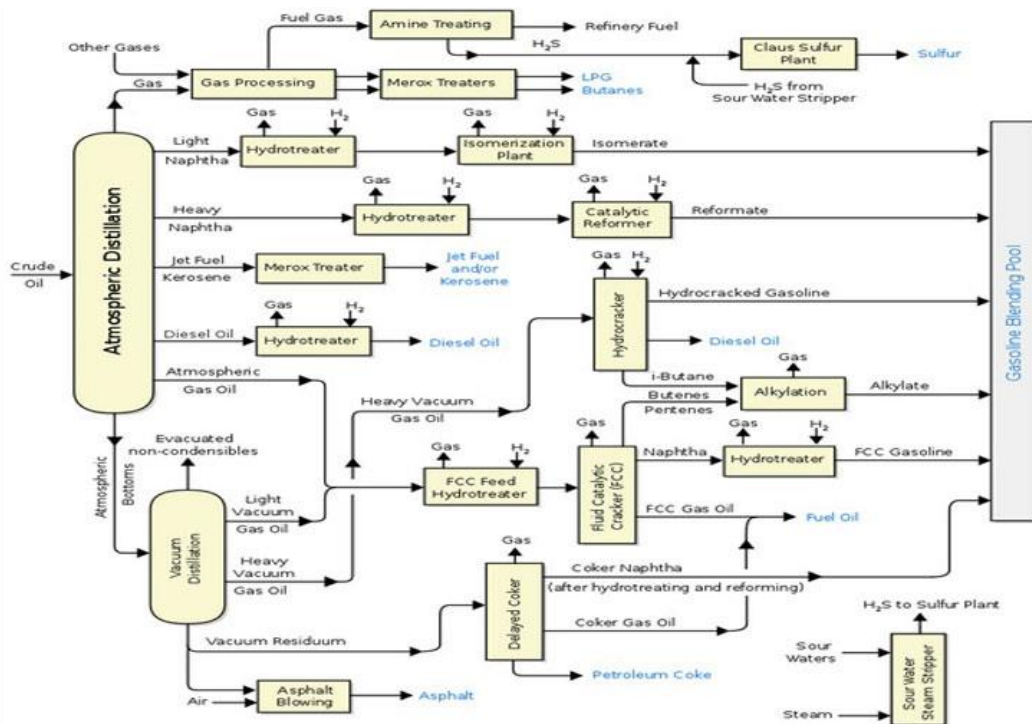 Fuel Gas
Amine Treating
Refinery Fuel
Other Gases
H₂S
Claus Sulfur
Plant
Sulfur
Gas
Gas Processing
Merox Treaters
LPG
Butanes
H₂S from
Sour Water Stripper
Gas
H₂
Gas
H₂
Light
Naphtha
Hydrotreater
Isomerization
Plant
Isomerate
Gas
H₂
Gas
H₂
Heavy
Naphtha
Hydrotreater
Catalytic
Reformer
Reformate
Crude
Oil
Atmospheric Distillation
Jet Fuel
Kerosene
Merox Treater
Jet Fuel
and/or
Kerosene
Gas
H₂
Hydrocracker
Hydrocracked Gasoline
Gasoline Blending Pool
Gas
H₂
Diesel Oil
Hydrotreater
Diesel Oil
Diesel Oil
Gas
Atmospheric
Gas Oil
i-Butane
Butenes
Pentenes
Alkylation
Alkylate
Heavy Vacuum
Gas Oil
Atmospheric
Bottoms
Evacuated
non-condensibles
Gas
H₂
Gas
Gas
H₂
FCC Feed
Hydrotreater
Fluid Catalytic
Cracker (FCC)
Naphtha
Hydrotreater
FCC Gasoline
Light
Vacuum
Gas Oil
FCC Gas Oil
Fuel Oil
Vacuum
Distillation
Heavy
Vacuum
Gas Oil
Gas
Delayed Coker
Coker Naphtha
(after hydrotreating and reforming)
Coker Gas Oil
Vacuum Residuum
Petroleum Coke
H₂S to Sulfur Plant
Sour
Waters
Sour Water
Steam Stripper
Steam
Air
Asphalt
Blowing
Asphalt